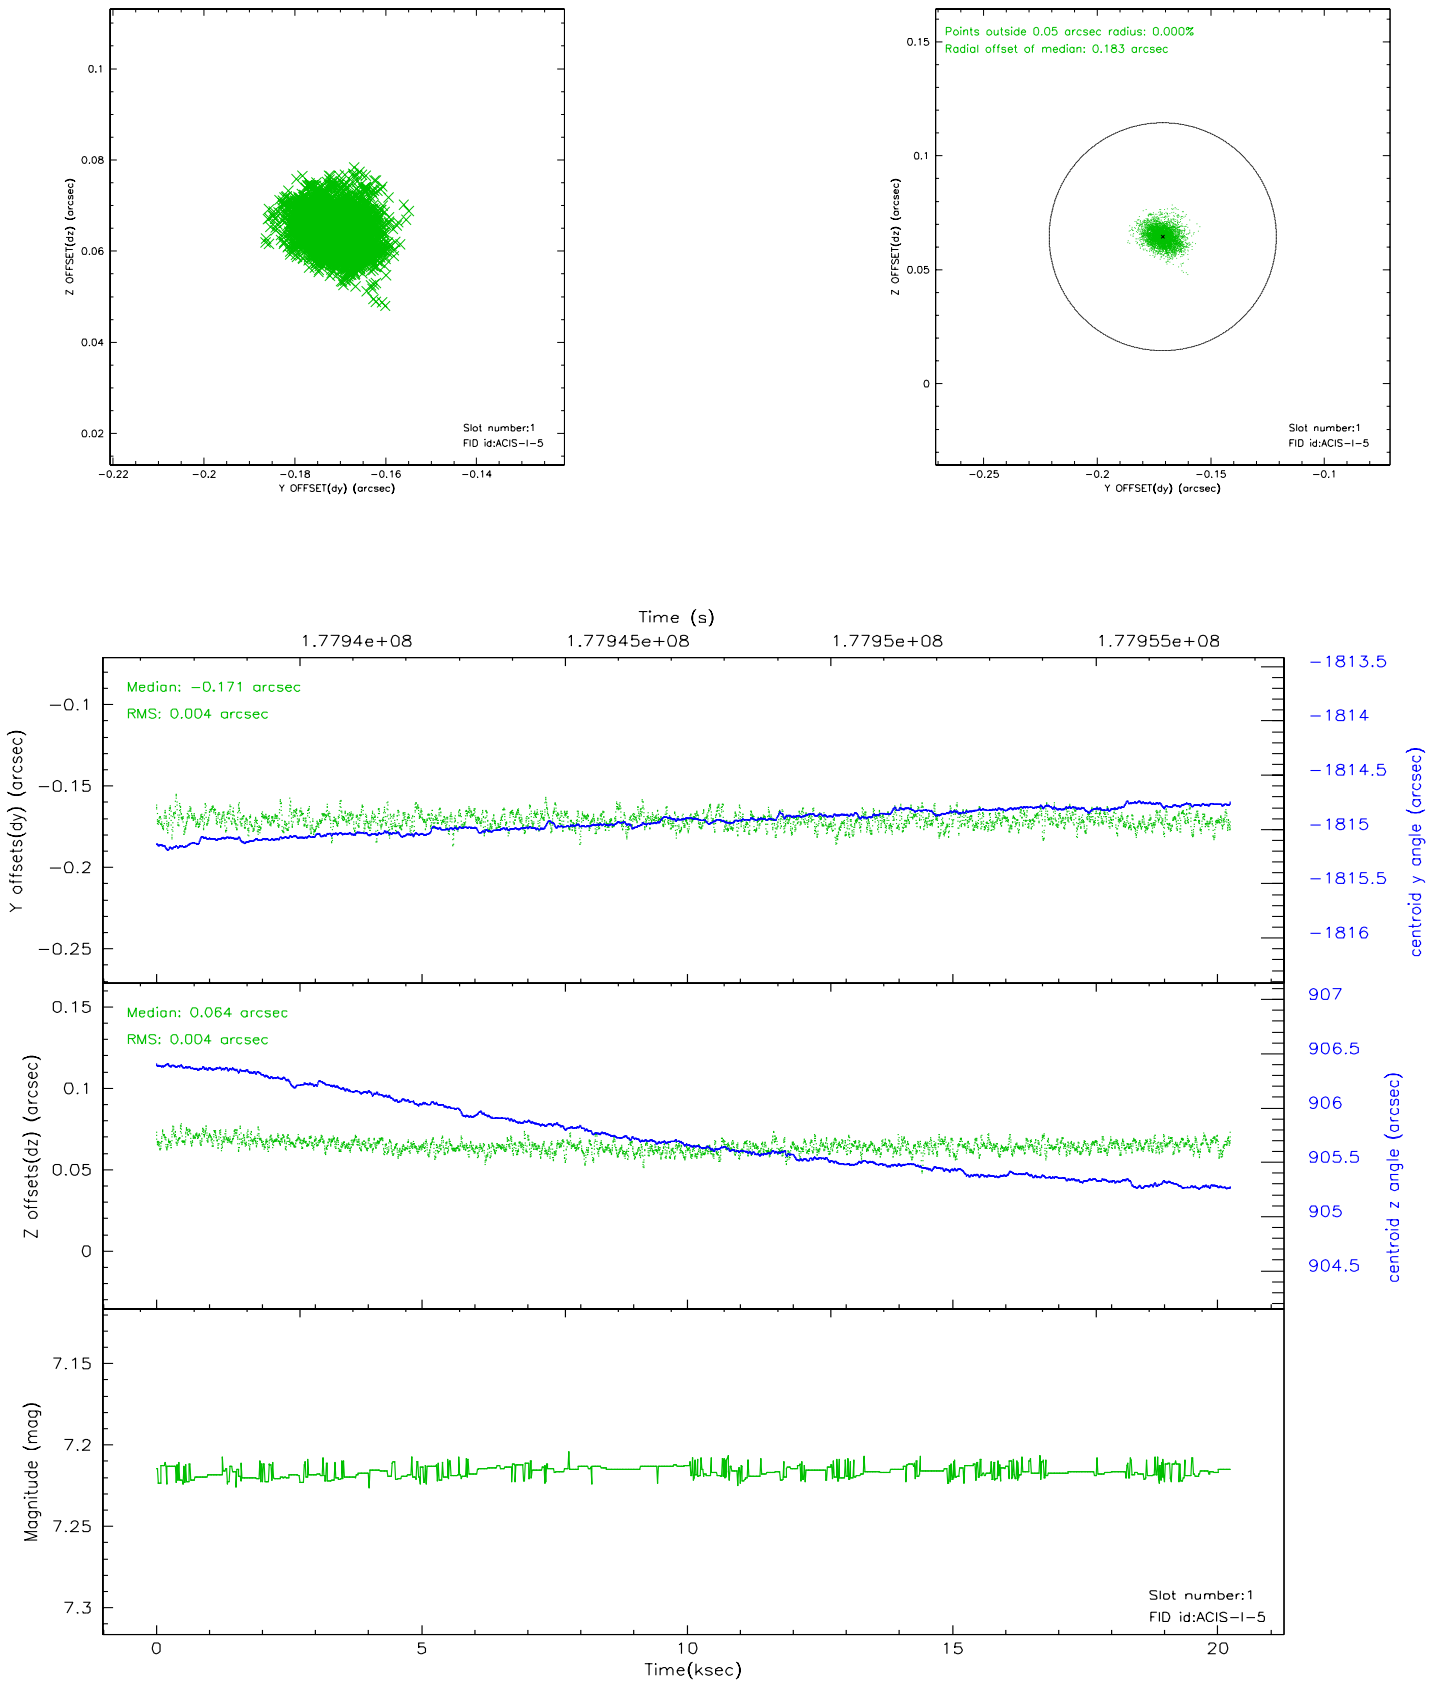 0.1
0.08
0.06
0.04
0.02
Z OFFSET(dz) (arcsec)
Slot number:1
FID id:ACIS-I-5
-0.22
-0.2
-0.18
-0.16
-0.14
Y OFFSET(dy) (arcsec)
Points outside 0.05 arcsec radius: 0.000%
Radial offset of median: 0.183 arcsec
0.15
0.1
0.05
0
Z OFFSET(dz) (arcsec)
Slot number:1
FID id:ACIS-I-5
-0.25
-0.2
-0.15
-0.1
Y OFFSET(dy) (arcsec)
Time (s)
1.7794e+08
1.77945e+08
1.7795e+08
1.77955e+08
Median: -0.171 arcsec
RMS: 0.004 arcsec
-0.1
-0.15
-0.2
-0.25
Y offsets(dy) (arcsec)
-1813.5
-1814
-1814.5
-1815
-1815.5
-1816
centroid y angle (arcsec)
Median: 0.064 arcsec
RMS: 0.004 arcsec
0.15
0.1
0.05
0
Z offsets(dz) (arcsec)
907
906.5
906
905.5
905
904.5
centroid z angle (arcsec)
7.15
7.2
7.25
7.3
Magnitude (mag)
Slot number:1
FID id:ACIS-I-5
0
5
10
15
20
Time(ksec)